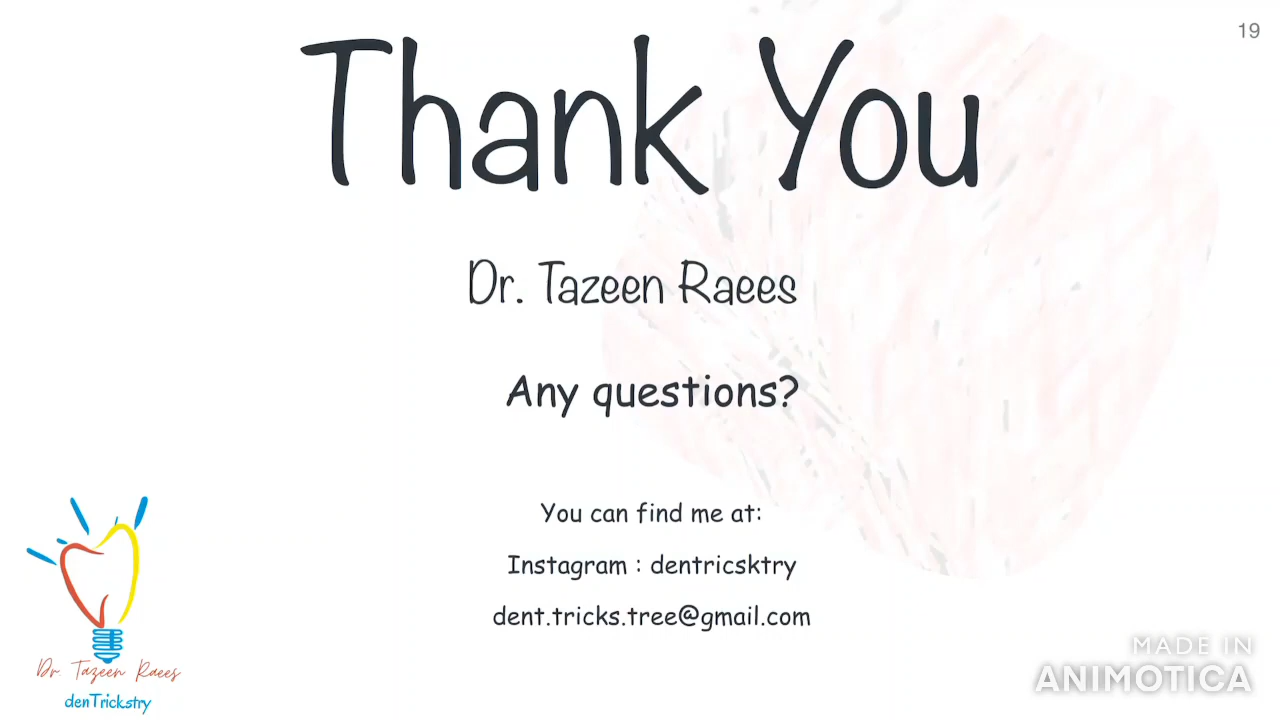 19
Thank You
Dr. Tazeen Raees
Any questions?
You can find me at:
Instagram : dentricsktry
dent.tricks.tree@gmail.com
Dr. Tazeen Raees
denTrickstry
MADE IN
ANIMOTICA